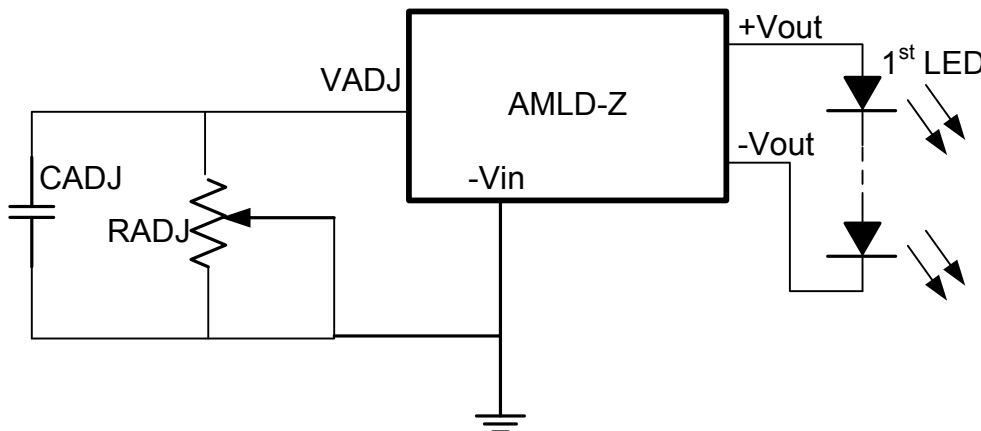 +Vout
1st LED
VADJ
AMLD-Z
-Vout
-Vin
CADJ
RADJ